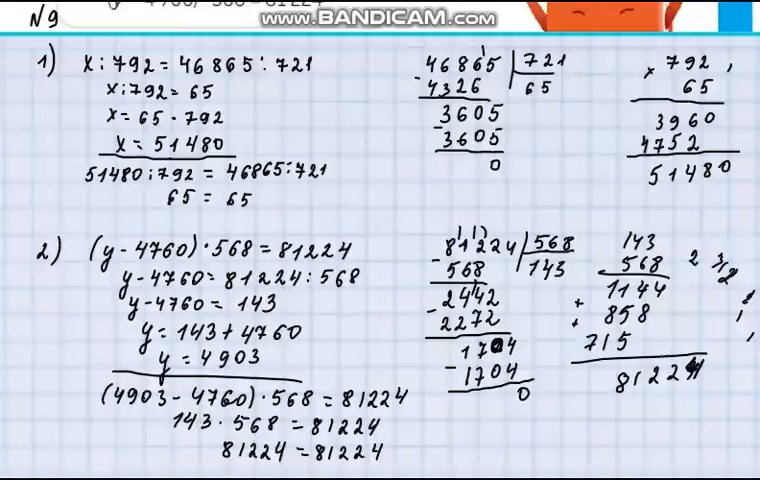 4760) · 568 = 81224
www.BANDICAM.com
№9
1) x : 792 = 46865 : 721
x : 792 = 65
x = 65 · 792
x = 51480
51480 : 792 = 46865 : 721
65 = 65
46865 721
- 4326 65
3605
- 3605
0
× 792
65
3960
4752
51480
2) (y - 4760) · 568 = 81224
y - 4760 = 81224 : 568
y - 4760 = 143
y = 143 + 4760
y = 4903
(4903 - 4760) · 568 = 81224
143 · 568 = 81224
81224 = 81224
81224 568
- 568 143
2442
- 2272
1704
- 1704
0
143
568
1144
+ 858
+ 715
81224